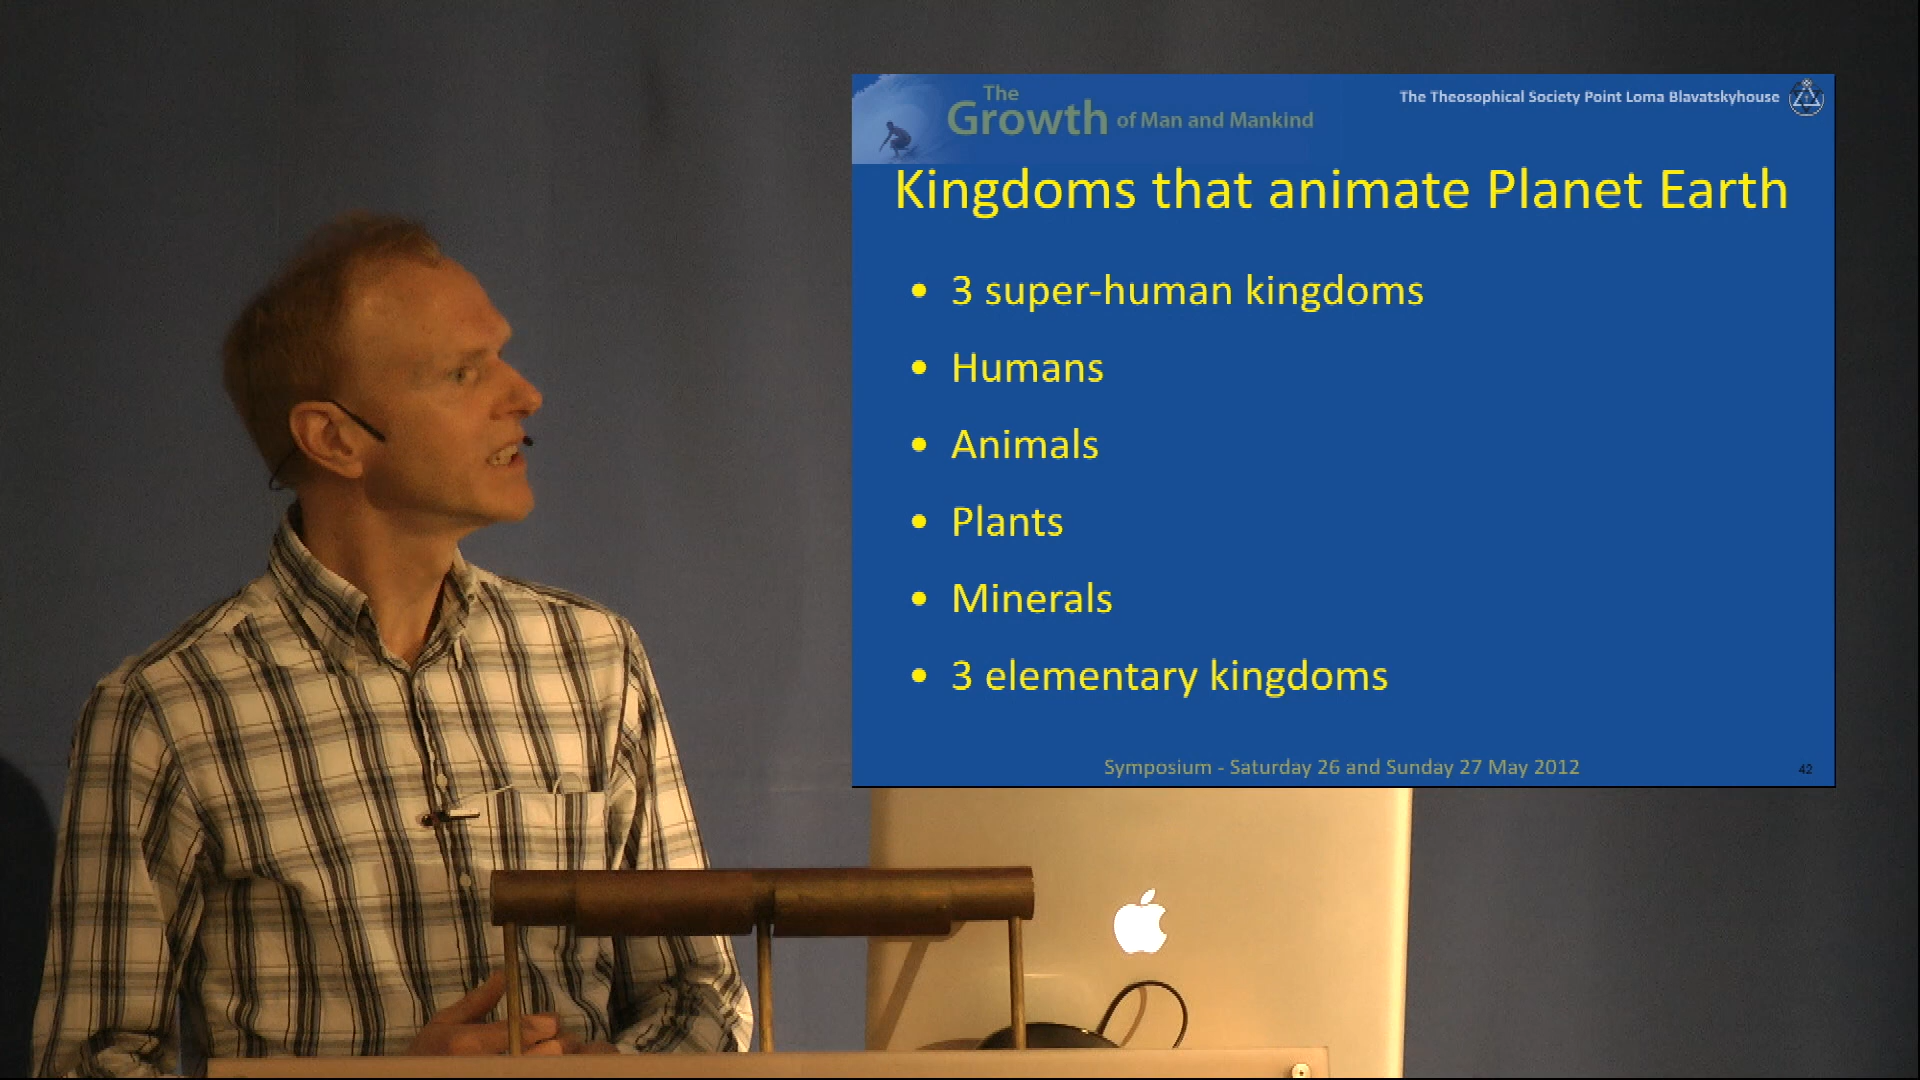 The Theosophical Society Point Loma Blavatskyhouse
The
Growth of Man and Mankind
Kingdoms that animate Planet Earth
• 3 super-human kingdoms
• Humans
• Animals
• Plants
• Minerals
• 3 elementary kingdoms
Symposium - Saturday 26 and Sunday 27 May 2012
42